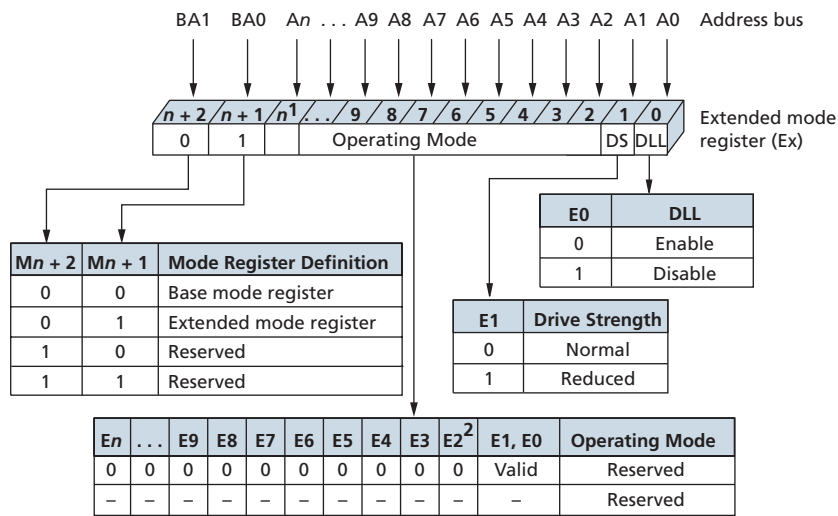 BA1 BA0 An ... A9 A8 A7 A6 A5 A4 A3 A2 A1 A0 Address bus
n + 2 n + 1 n1 ... 9 8 7 6 5 4 3 2 1 0
Extended mode
register (Ex)
0 1 Operating Mode DS DLL
E0 DLL
0 Enable
1 Disable
Mn + 2 Mn + 1 Mode Register Definition
0 0 Base mode register
0 1 Extended mode register
1 0 Reserved
1 1 Reserved
E1 Drive Strength
0 Normal
1 Reduced
En ... E9 E8 E7 E6 E5 E4 E3 E2² E1, E0 Operating Mode
0 0 0 0 0 0 0 0 0 0 Valid Reserved
– – – – – – – – – – – Reserved